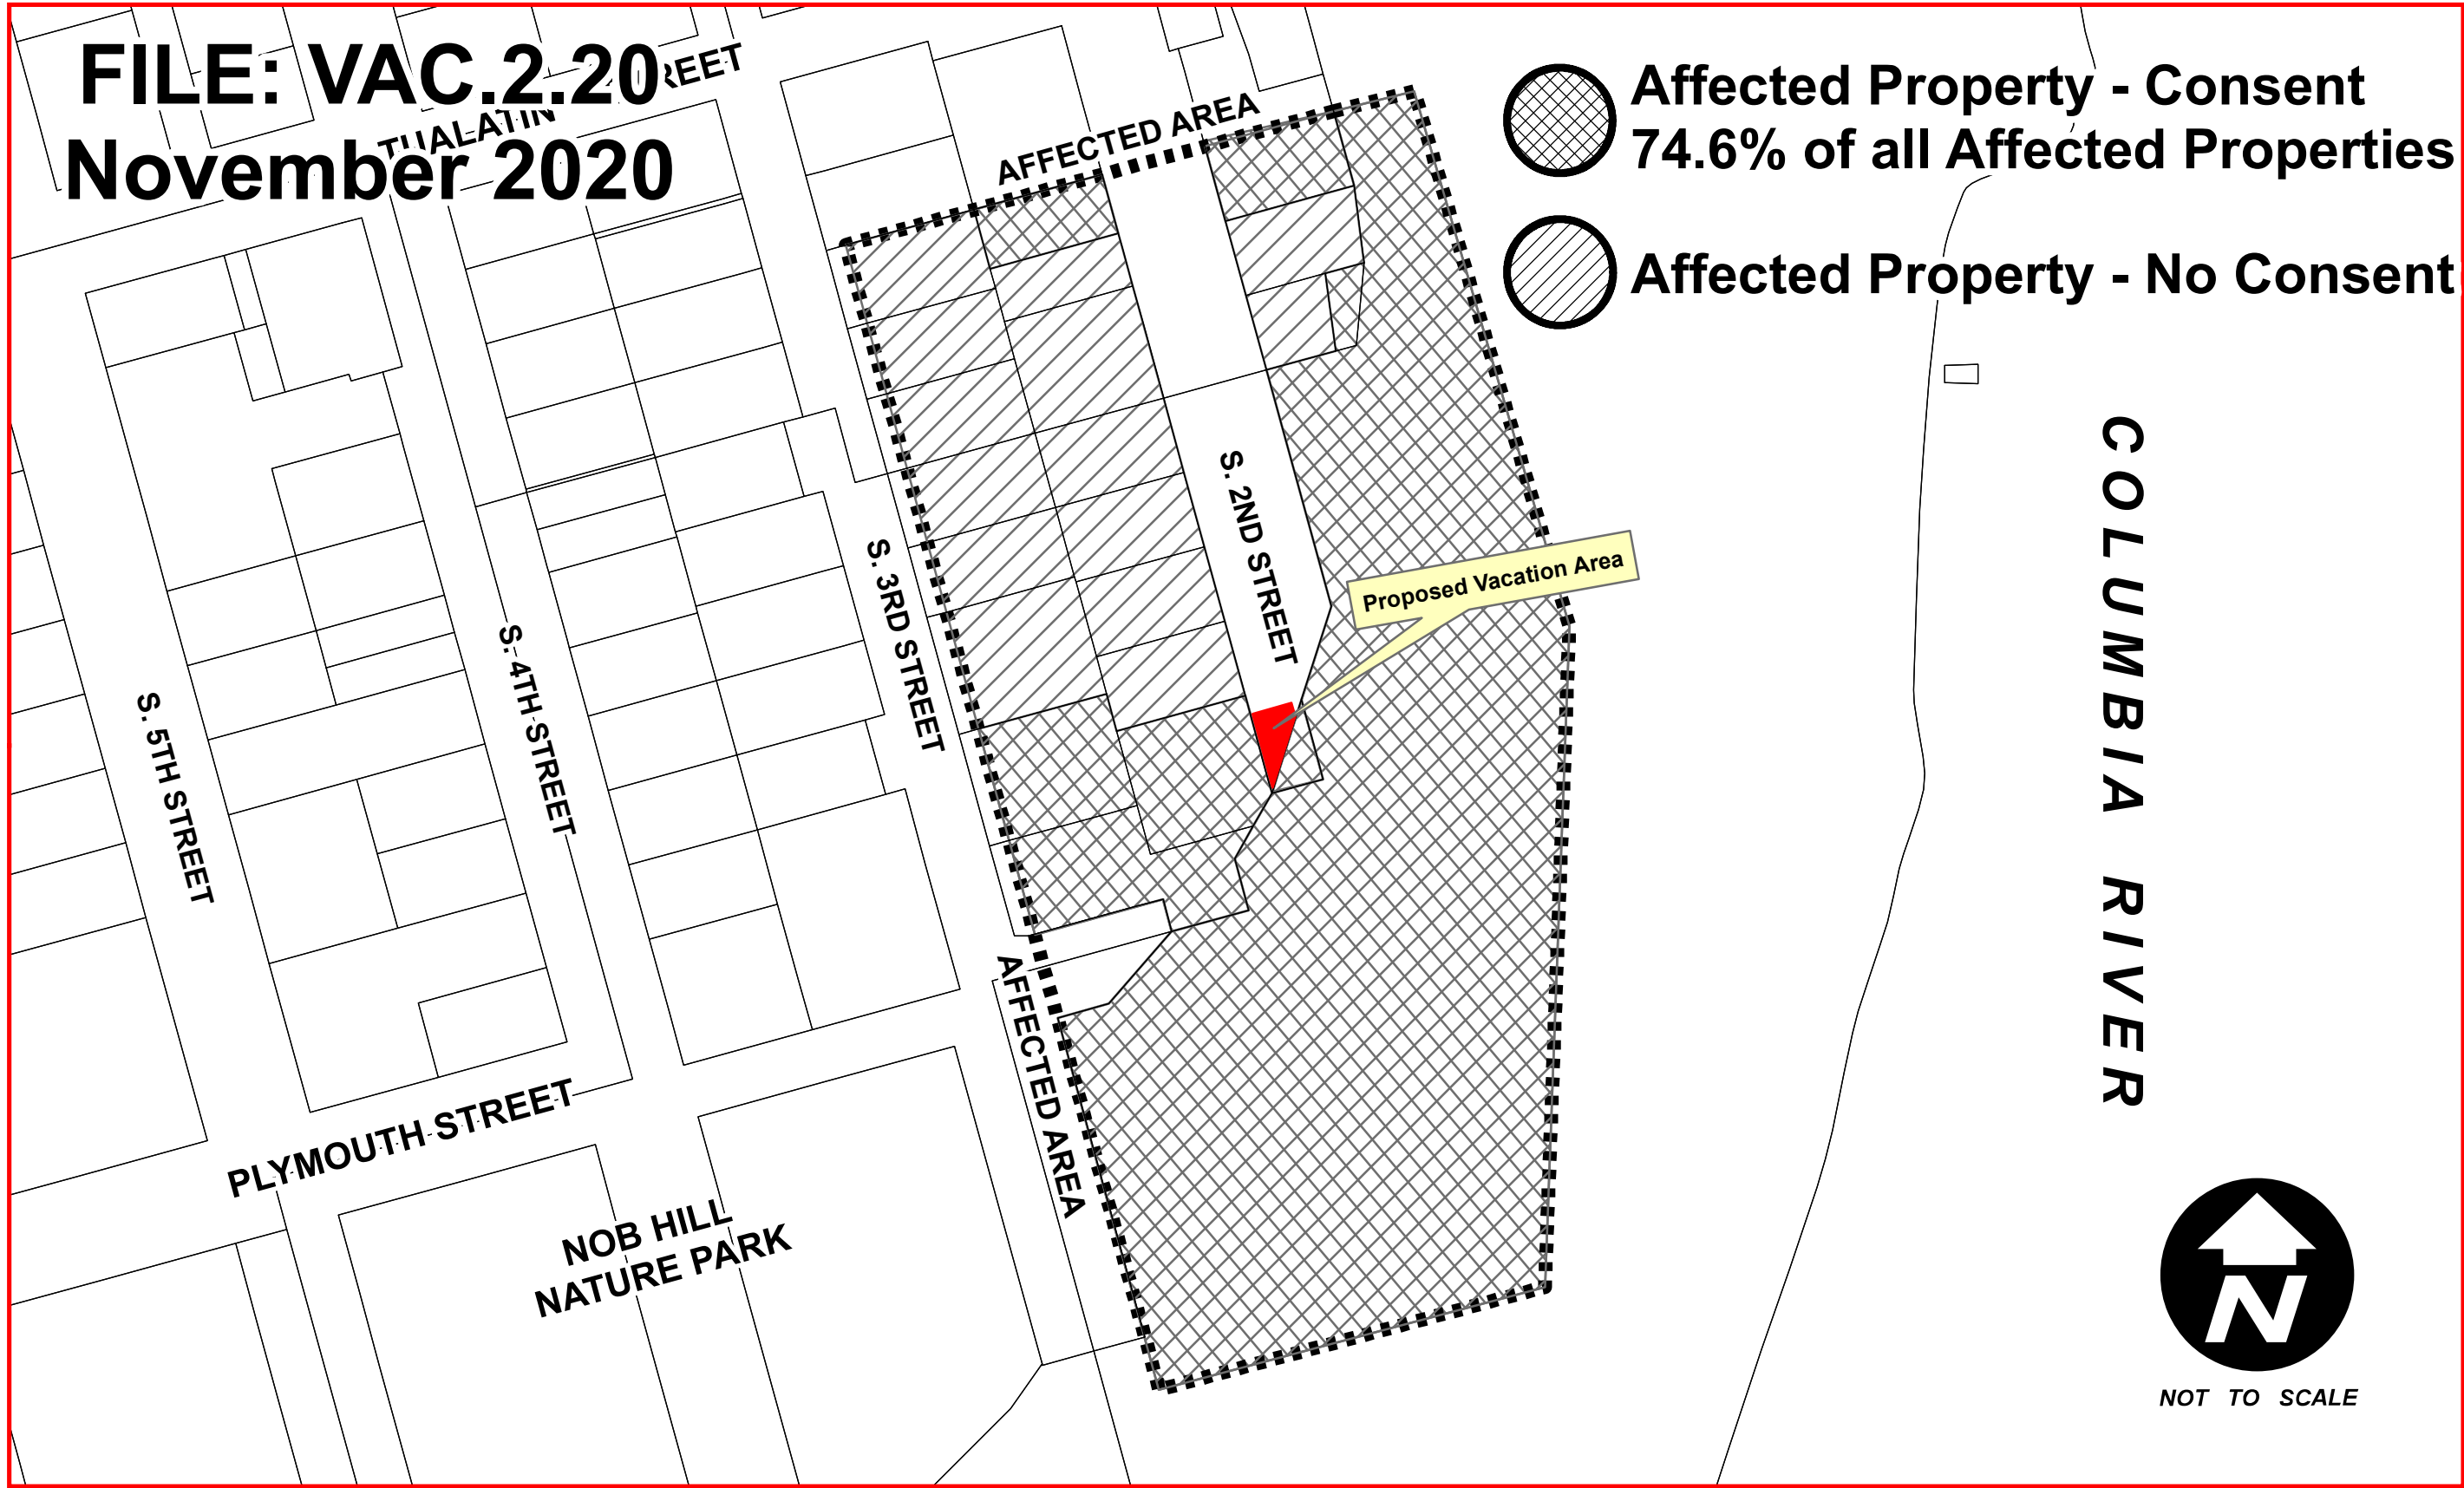 FILE: VAC.2.20
November 2020
TUALATIN STREET
AFFECTED AREA
Affected Property - Consent
74.6% of all Affected Properties
Affected Property - No Consent
S. 2ND STREET
Proposed Vacation Area
S. 3RD STREET
S. 4TH STREET
S. 5TH STREET
COLUMBIA RIVER
AFFECTED AREA
PLYMOUTH STREET
NOB HILL
NATURE PARK
N
NOT TO SCALE